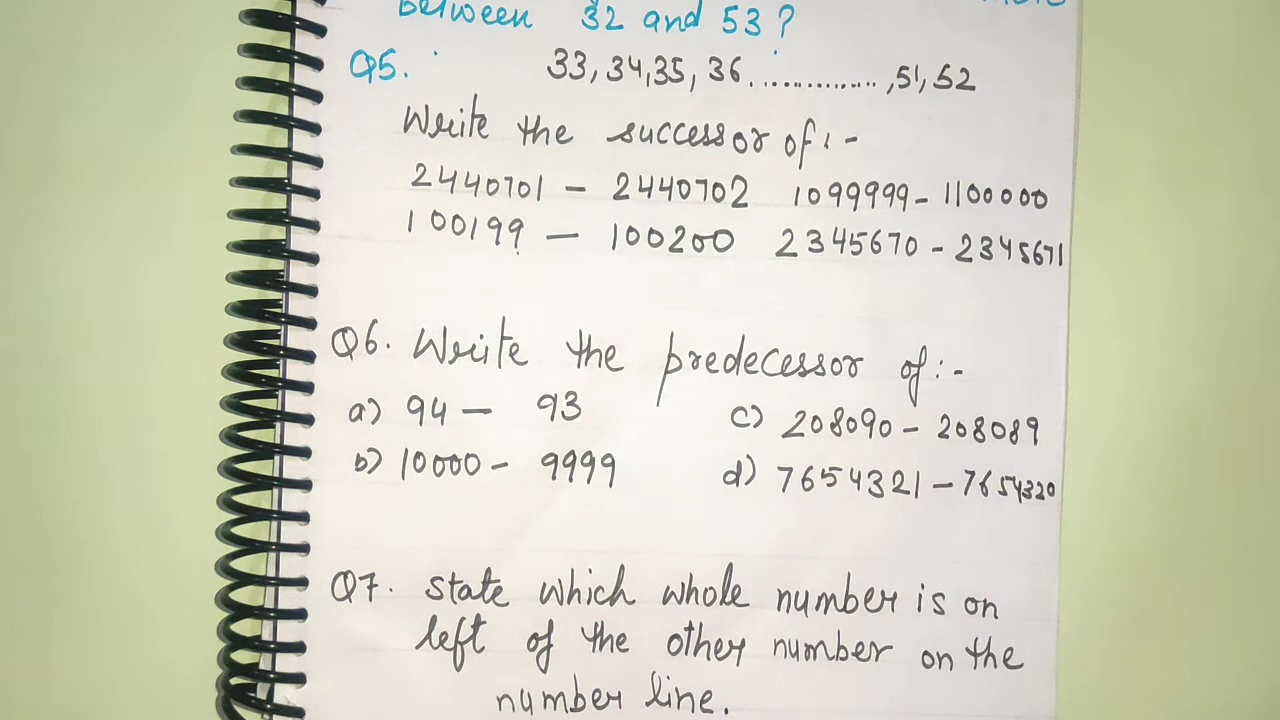 between 32 and 53 ?
Q5. 33, 34, 35, 36 .............. , 51, 52
Write the successor of :-
2440701 - 2440702 1099999 - 1100000
100199 - 100200 2345670 - 2345671
Q6. Write the predecessor of :-
a) 94 - 93 c) 208090 - 208089
b) 10000 - 9999 d) 7654321 - 7654320
Q7. state which whole number is on
left of the other number on the
number line.